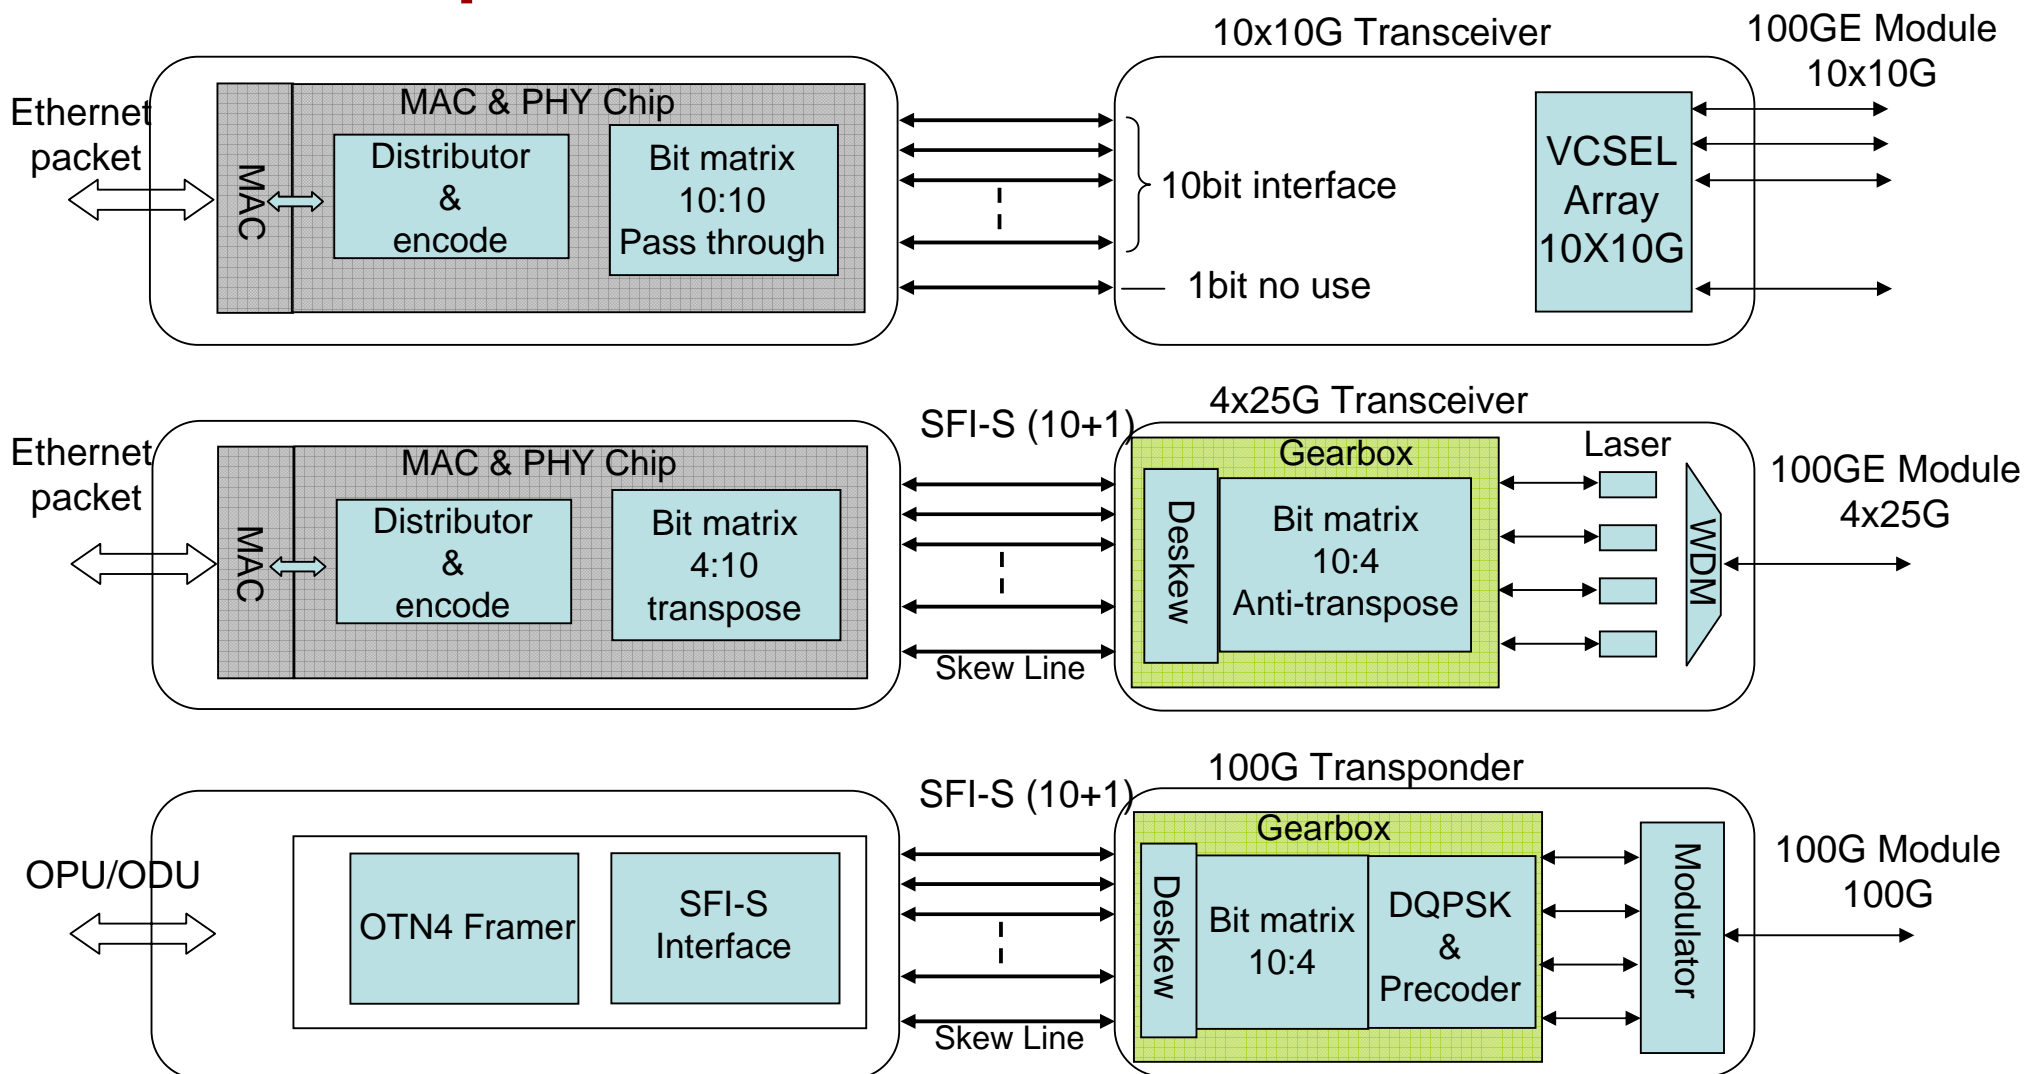 10x10G Transceiver
100GE Module
10x10G
Ethernet
packet
MAC
MAC & PHY Chip
Distributor
&
encode
Bit matrix
10:10
Pass through
10bit interface
1bit no use
VCSEL
Array
10X10G
4x25G Transceiver
100GE Module
4x25G
Ethernet
packet
MAC
MAC & PHY Chip
Distributor
&
encode
Bit matrix
4:10
transpose
SFI-S (10+1)
Skew Line
Gearbox
Deskew
Bit matrix
10:4
Anti-transpose
Laser
WDM
100G Transponder
100G Module
100G
OPU/ODU
OTN4 Framer
SFI-S
Interface
SFI-S (10+1)
Skew Line
Gearbox
Deskew
Bit matrix
10:4
DQPSK
&
Precoder
Modulator